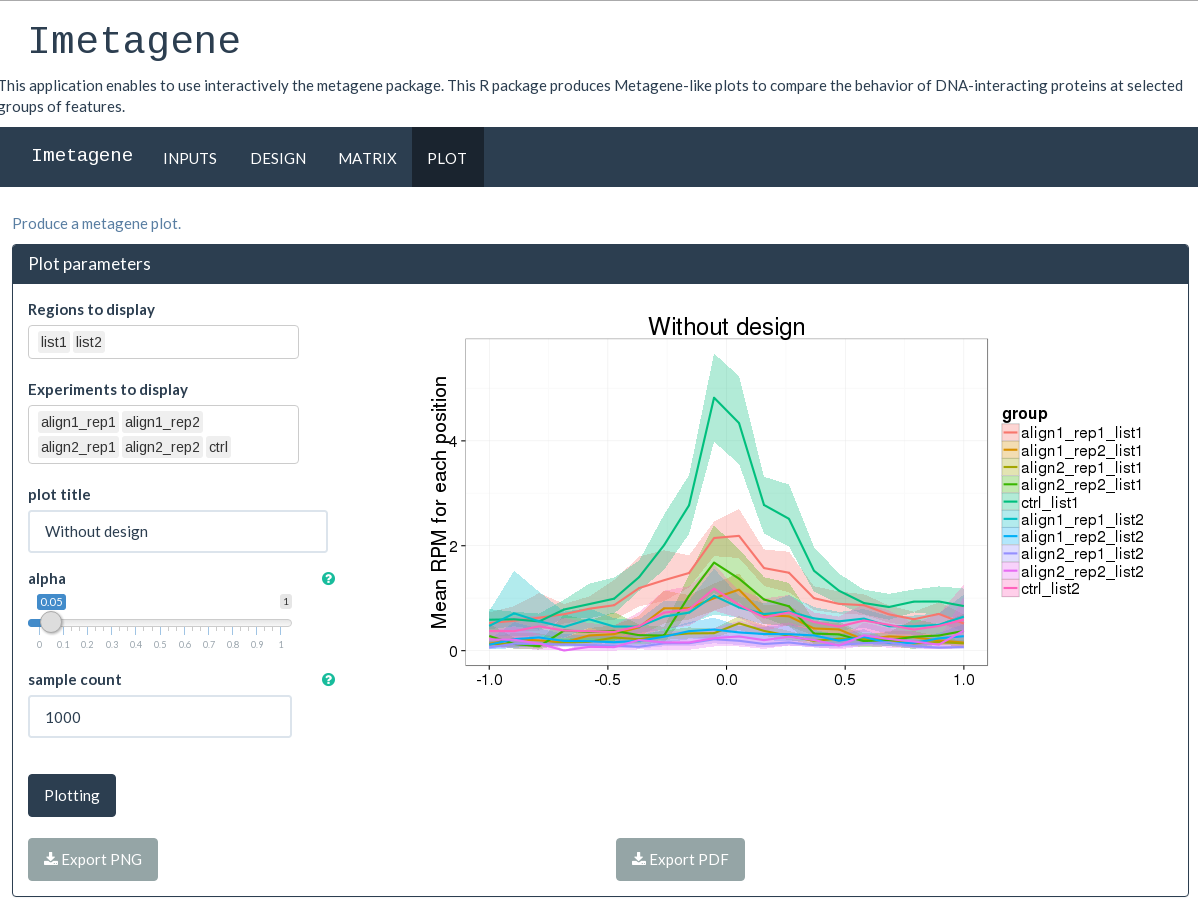 Imetagene
This application enables to use interactively the metagene package. This R package produces Metagene-like plots to compare the behavior of DNA-interacting proteins at selected
groups of features.
Imetagene INPUTS DESIGN MATRIX PLOT
Produce a metagene plot.
Plot parameters
Regions to display
list1 list2
Experiments to display
align1_rep1 align1_rep2
align2_rep1 align2_rep2 ctrl
plot title
Without design
alpha
0.05 1
0 0.1 0.2 0.3 0.4 0.5 0.6 0.7 0.8 0.9 1
sample count
1000
Plotting
Export PNG
Without design
Mean RPM for each position
4
2
0
-1.0 -0.5 0.0 0.5 1.0
group
align1_rep1_list1
align1_rep2_list1
align2_rep1_list1
align2_rep2_list1
ctrl_list1
align1_rep1_list2
align1_rep2_list2
align2_rep1_list2
align2_rep2_list2
ctrl_list2
Export PDF